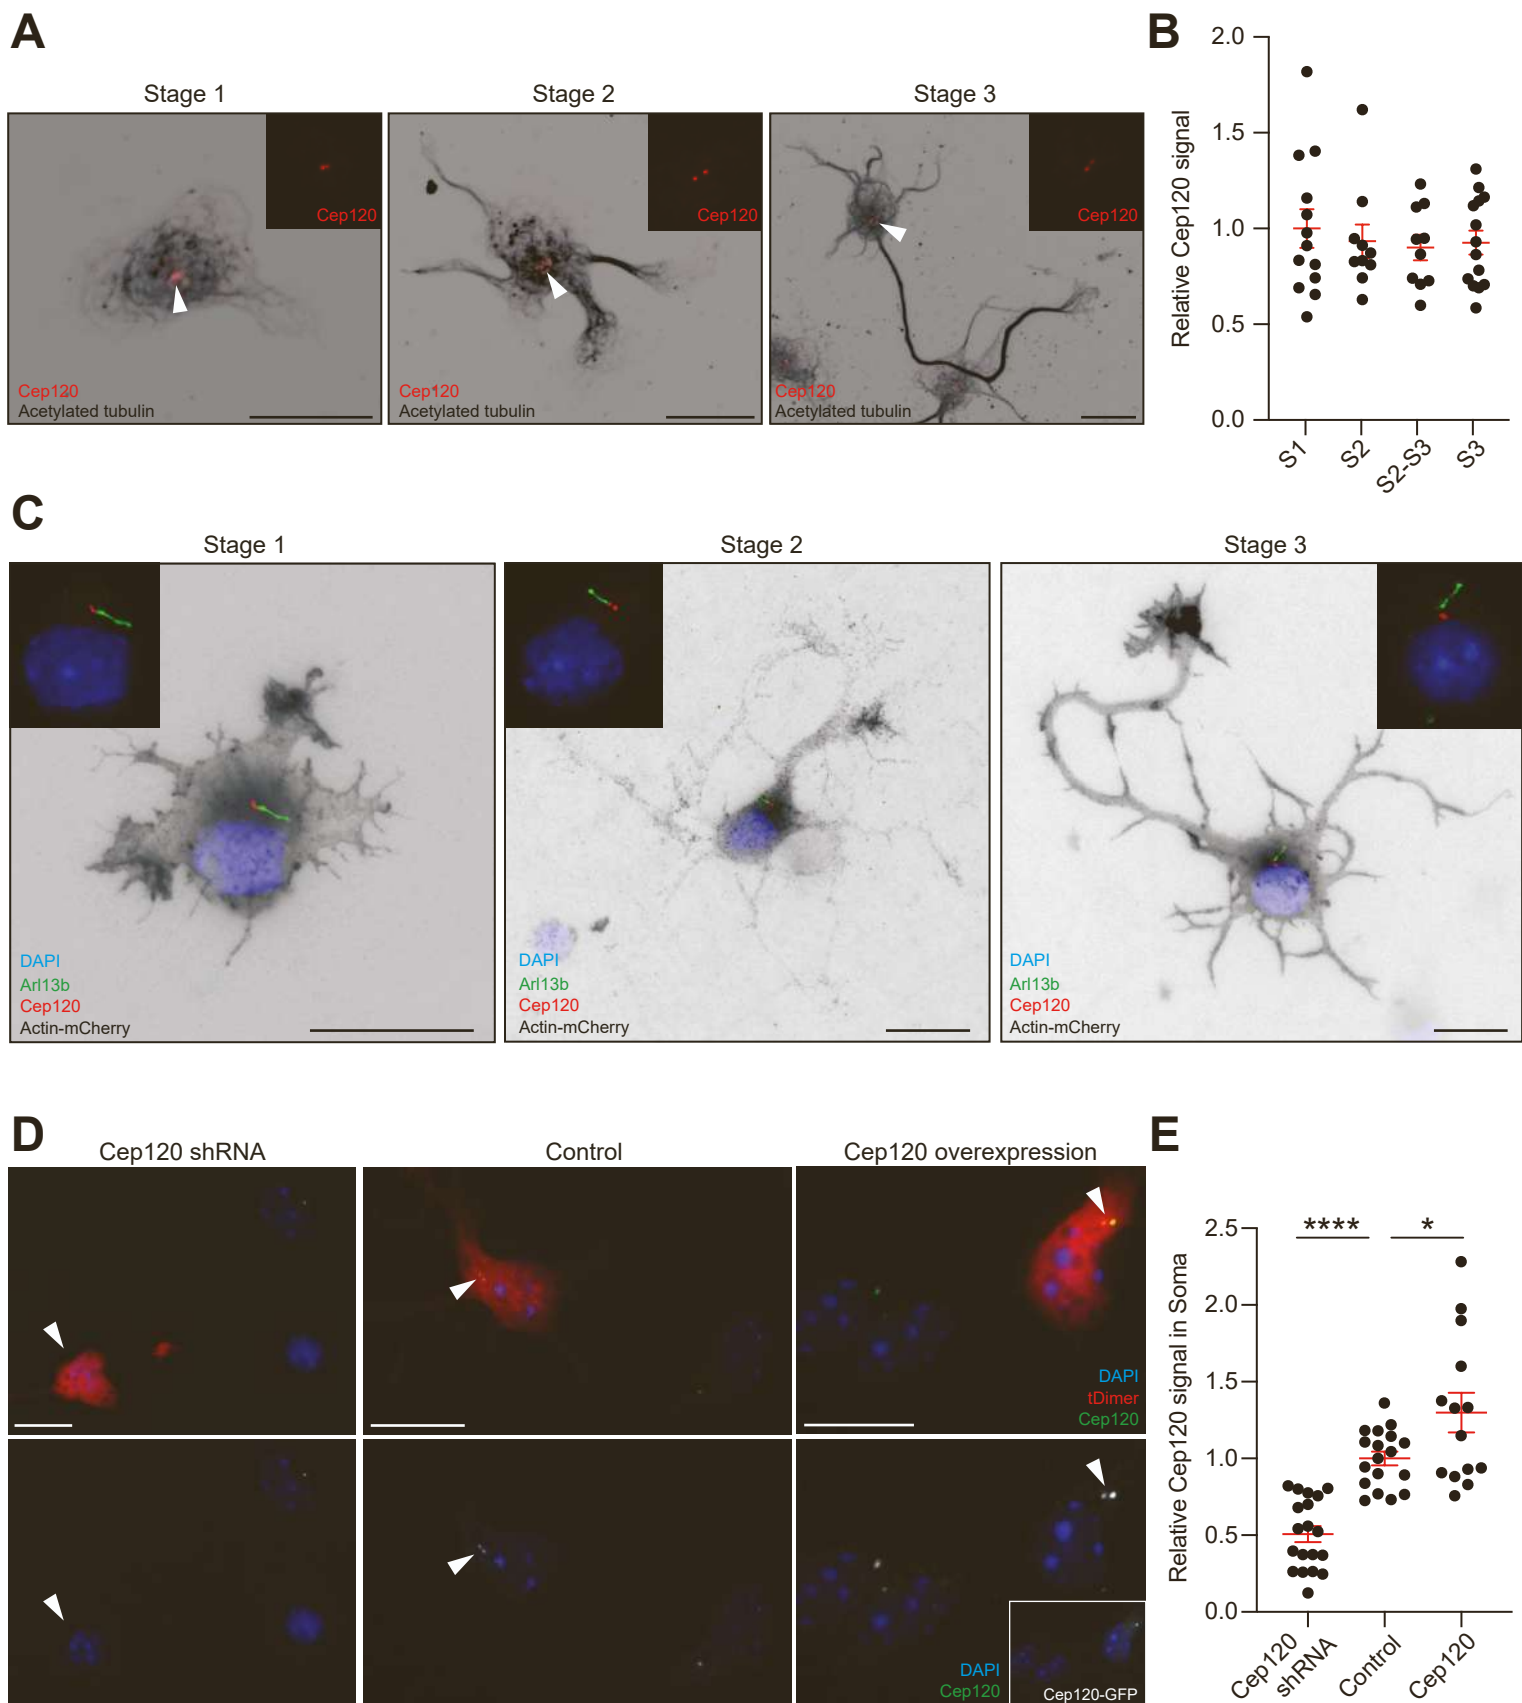 A
Stage 1
Stage 2
Stage 3
Cep120
Cep120
Cep120
Cep120
Acetylated tubulin
Cep120
Acetylated tubulin
Cep120
Acetylated tubulin
B
Relative Cep120 signal
2.0
1.5
1.0
0.5
0.0
S1
S2
S2-S3
S3
C
Stage 1
Stage 2
Stage 3
DAPI
Arl13b
Cep120
Actin-mCherry
DAPI
Arl13b
Cep120
Actin-mCherry
DAPI
Arl13b
Cep120
Actin-mCherry
D
Cep120 shRNA
Control
Cep120 overexpression
DAPI
tDimer
Cep120
DAPI
Cep120
Cep120-GFP
E
Relative Cep120 signal in Soma
2.5
2.0
1.5
1.0
0.5
0.0
****
*
Cep120
shRNA
Control
Cep120